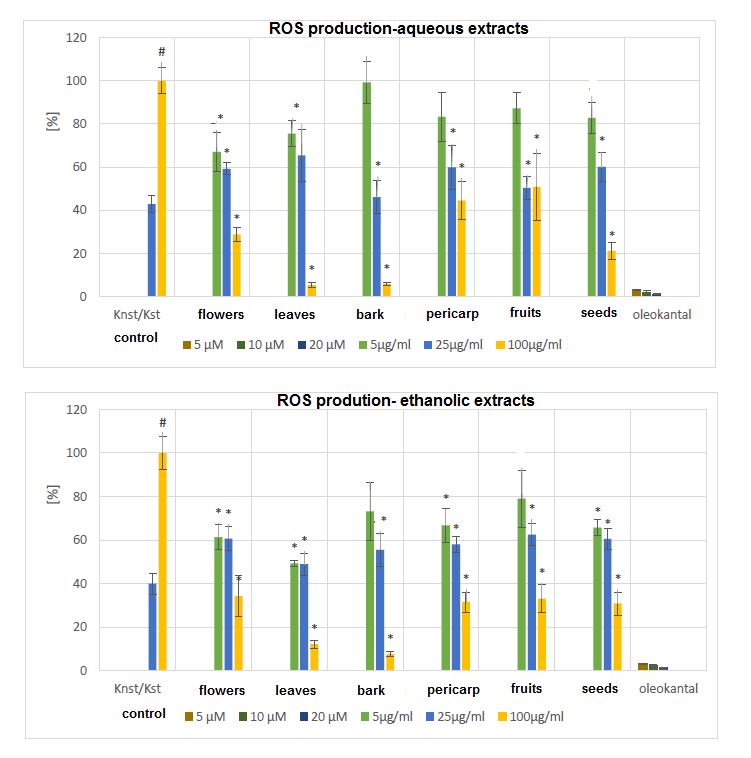 ROS production-aqueous extracts
120
100
80
60
40
20
0
[%]
#
* * * * * * * * * * * * * *
Knst/Kst flowers leaves bark pericarp fruits seeds oleokantal
control
5 µM 10 µM 20 µM 5µg/ml 25µg/ml 100µg/ml
ROS prodution- ethanolic extracts
120
100
80
60
40
20
0
[%]
#
* * * * * * * * * * * * * * * *
Knst/Kst flowers leaves bark pericarp fruits seeds oleokantal
control
5 µM 10 µM 20 µM 5µg/ml 25µg/ml 100µg/ml